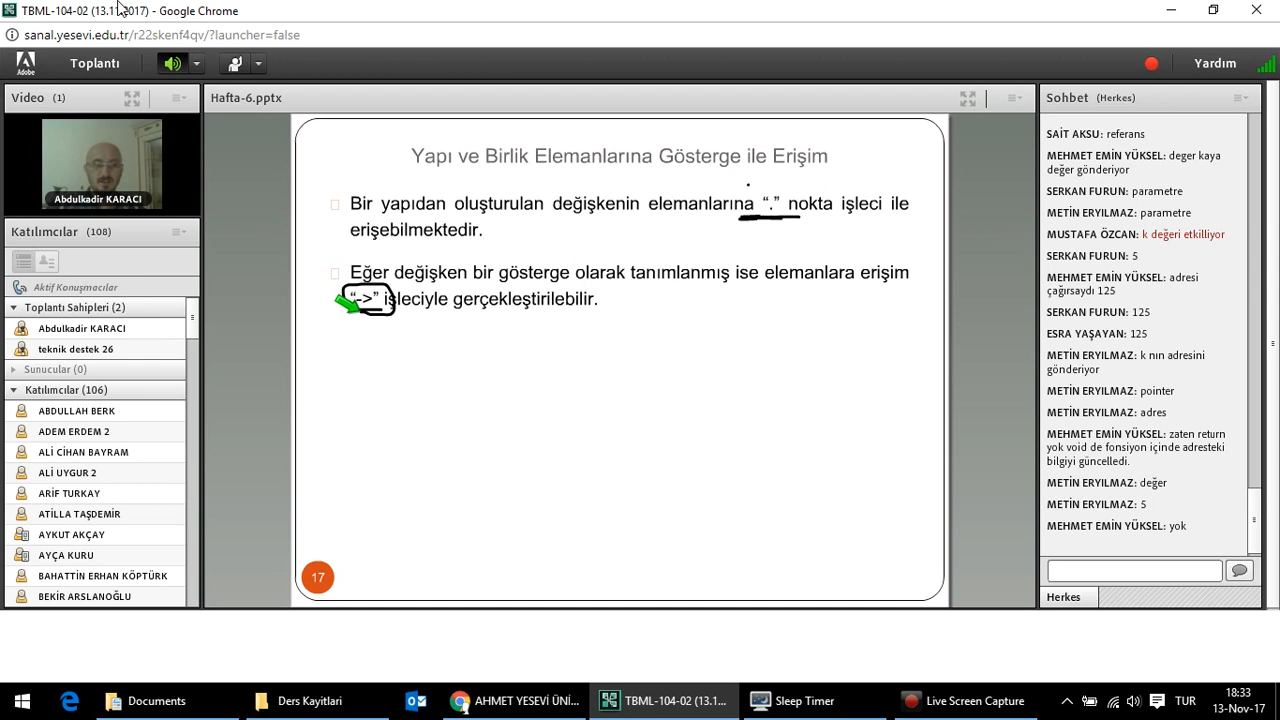 TBML-104-02 (13.11.2017) - Google Chrome
sanal.yesevi.edu.tr/r22skenf4qv/?launcher=false
Adobe
Toplantı
Yardım
Video (1)
Abdulkadir KARACI
Katılımcılar (108)
Aktif Konuşmacılar
Toplantı Sahipleri (2)
Abdulkadir KARACI
teknik destek 26
Sunucular (0)
Katılımcılar (106)
ABDULLAH BERK
ADEM ERDEM 2
ALİ CİHAN BAYRAM
ALİ UYGUR 2
ARİF TURKAY
ATİLLA TAŞDEMİR
AYKUT AKÇAY
AYÇA KURU
BAHATTİN ERHAN KÖPTÜRK
BEKİR ARSLANOĞLU
Hafta-6.pptx
Yapı ve Birlik Elemanlarına Gösterge ile Erişim
Bir yapıdan oluşturulan değişkenin elemanlarına “.” nokta işleci ile
erişebilmektedir.
Eğer değişken bir gösterge olarak tanımlanmış ise elemanlara erişim
“->” işleciyle gerçekleştirilebilir.
17
Sohbet (Herkes)
SAİT AKSU: referans
MEHMET EMİN YÜKSEL: deger kaya
değer gönderiyor
SERKAN FURUN: parametre
METİN ERYILMAZ: parametre
MUSTAFA ÖZCAN: k değeri etkilliyor
SERKAN FURUN: 5
METİN ERYILMAZ: adresi
çağırsaydı 125
SERKAN FURUN: 125
ESRA YAŞAYAN: 125
METİN ERYILMAZ: k nın adresini
gönderiyor
METİN ERYILMAZ: pointer
METİN ERYILMAZ: adres
MEHMET EMİN YÜKSEL: zaten return
yok void de fonsiyon içinde adresteki
bilgiyi güncelledi.
METİN ERYILMAZ: değer
METİN ERYILMAZ: 5
MEHMET EMİN YÜKSEL: yok
Herkes
Documents
Ders Kayitlari
AHMET YESEVİ ÜNİ...
TBML-104-02 (13.1...
Sleep Timer
Live Screen Capture
TUR
18:33
13-Nov-17